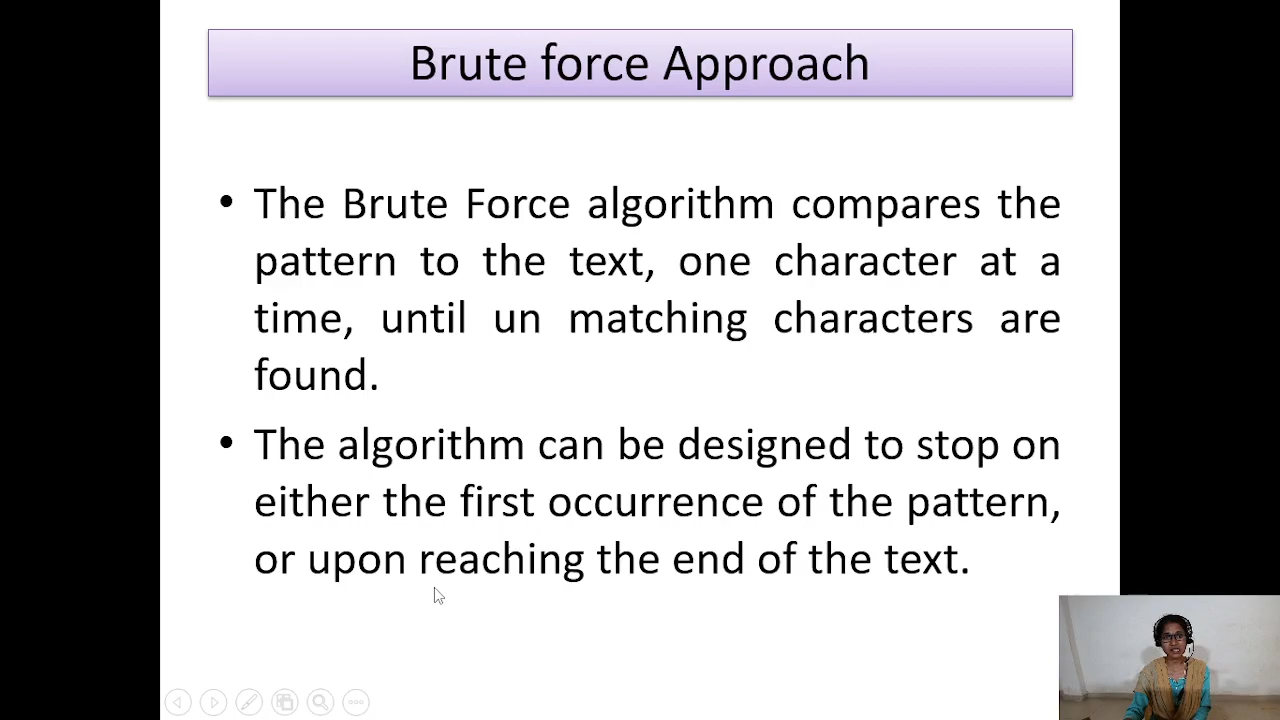 Brute force Approach
• The Brute Force algorithm compares the
pattern to the text, one character at a
time, until un matching characters are
found.
• The algorithm can be designed to stop on
either the first occurrence of the pattern,
or upon reaching the end of the text.